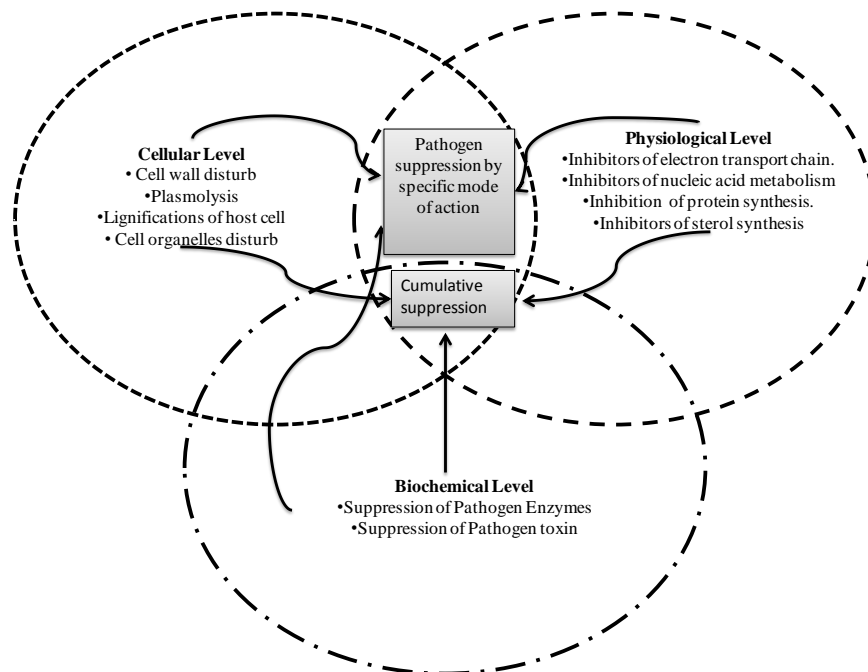 Cellular Level
• Cell wall disturb
•Plasmolysis
•Lignifications of host cell
• Cell organelles disturb
Pathogen
suppression by
specific mode
of action
Physiological Level
•Inhibitors of electron transport chain.
•Inhibitors of nucleic acid metabolism
•Inhibition of protein synthesis.
•Inhibitors of sterol synthesis
Cumulative
suppression
Biochemical Level
•Suppression of Pathogen Enzymes
•Suppression of Pathogen toxin